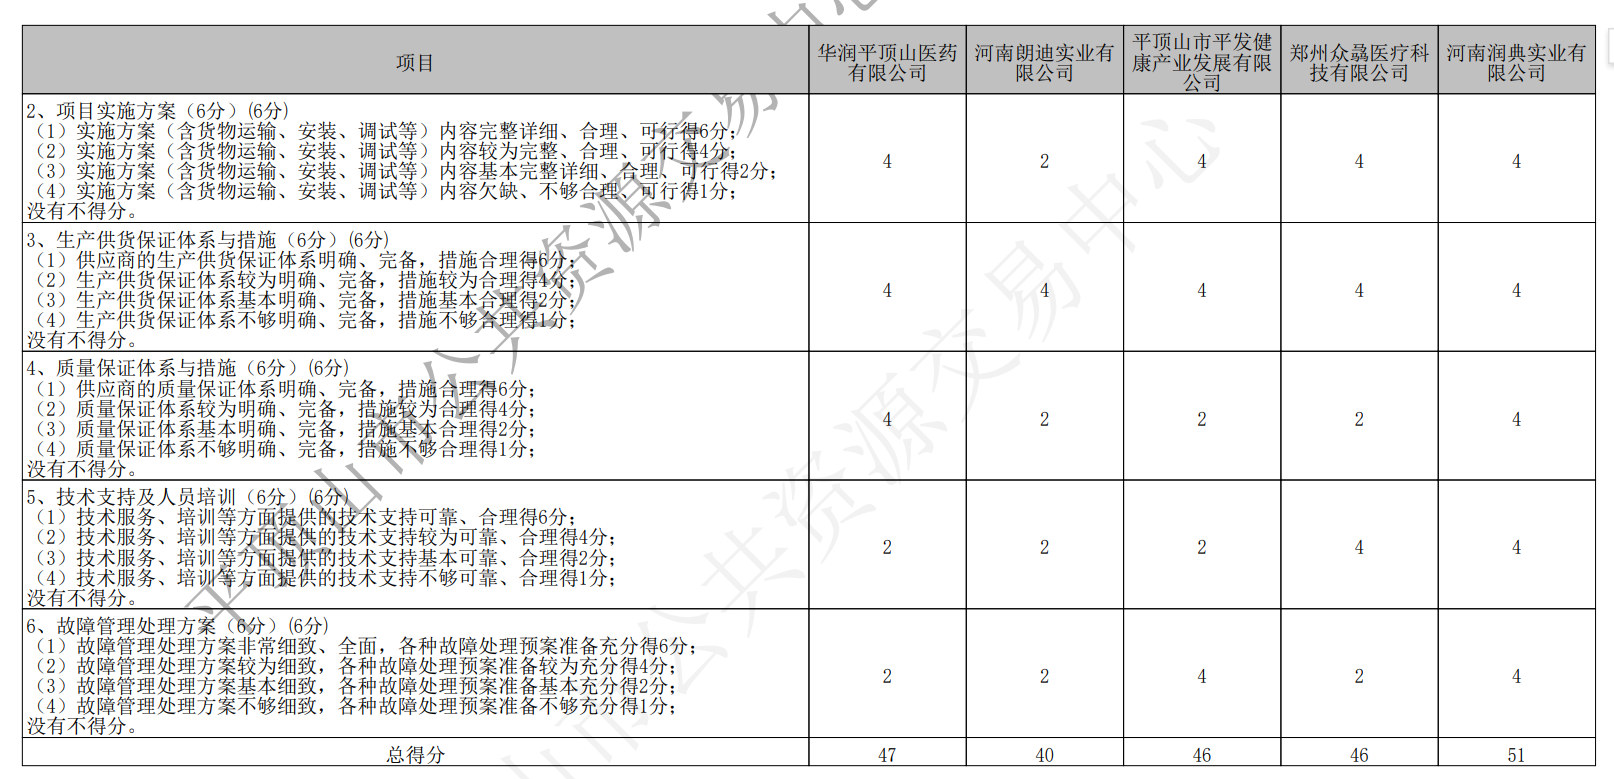 项目
华润平顶山医药
有限公司
河南朗迪实业有
限公司
平顶山市平发健
康产业发展有限
公司
郑州众骉医疗科
技有限公司
河南润典实业有
限公司
2、项目实施方案（6分）(6分)
（1）实施方案（含货物运输、安装、调试等）内容完整详细、合理、可行得6分；
（2）实施方案（含货物运输、安装、调试等）内容较为完整、合理、可行得4分；
（3）实施方案（含货物运输、安装、调试等）内容基本完整详细、合理、可行得2分；
（4）实施方案（含货物运输、安装、调试等）内容欠缺、不够合理、可行得1分；
没有不得分。
4 2 4 4 4
3、生产供货保证体系与措施（6分）(6分)
（1）供应商的生产供货保证体系明确、完备，措施合理得6分；
（2）生产供货保证体系较为明确、完备，措施较为合理得4分；
（3）生产供货保证体系基本明确、完备，措施基本合理得2分；
（4）生产供货保证体系不够明确、完备，措施不够合理得1分；
没有不得分。
4 4 4 4 4
4、质量保证体系与措施（6分）(6分)
（1）供应商的质量保证体系明确、完备，措施合理得6分；
（2）质量保证体系较为明确、完备，措施较为合理得4分；
（3）质量保证体系基本明确、完备，措施基本合理得2分；
（4）质量保证体系不够明确、完备，措施不够合理得1分；
没有不得分。
4 2 2 2 4
5、技术支持及人员培训（6分）(6分)
（1）技术服务、培训等方面提供的技术支持可靠、合理得6分；
（2）技术服务、培训等方面提供的技术支持较为可靠、合理得4分；
（3）技术服务、培训等方面提供的技术支持基本可靠、合理得2分；
（4）技术服务、培训等方面提供的技术支持不够可靠、合理得1分；
没有不得分。
2 2 2 4 4
6、故障管理处理方案（6分）(6分)
（1）故障管理处理方案非常细致、全面，各种故障处理预案准备充分得6分；
（2）故障管理处理方案较为细致，各种故障处理预案准备较为充分得4分；
（3）故障管理处理方案基本细致，各种故障处理预案准备基本充分得2分；
（4）故障管理处理方案不够细致，各种故障处理预案准备不够充分得1分；
没有不得分。
2 2 4 2 4
总得分 47 40 46 46 51
平顶山市公共资源交易中心
山市公共资源交易中心